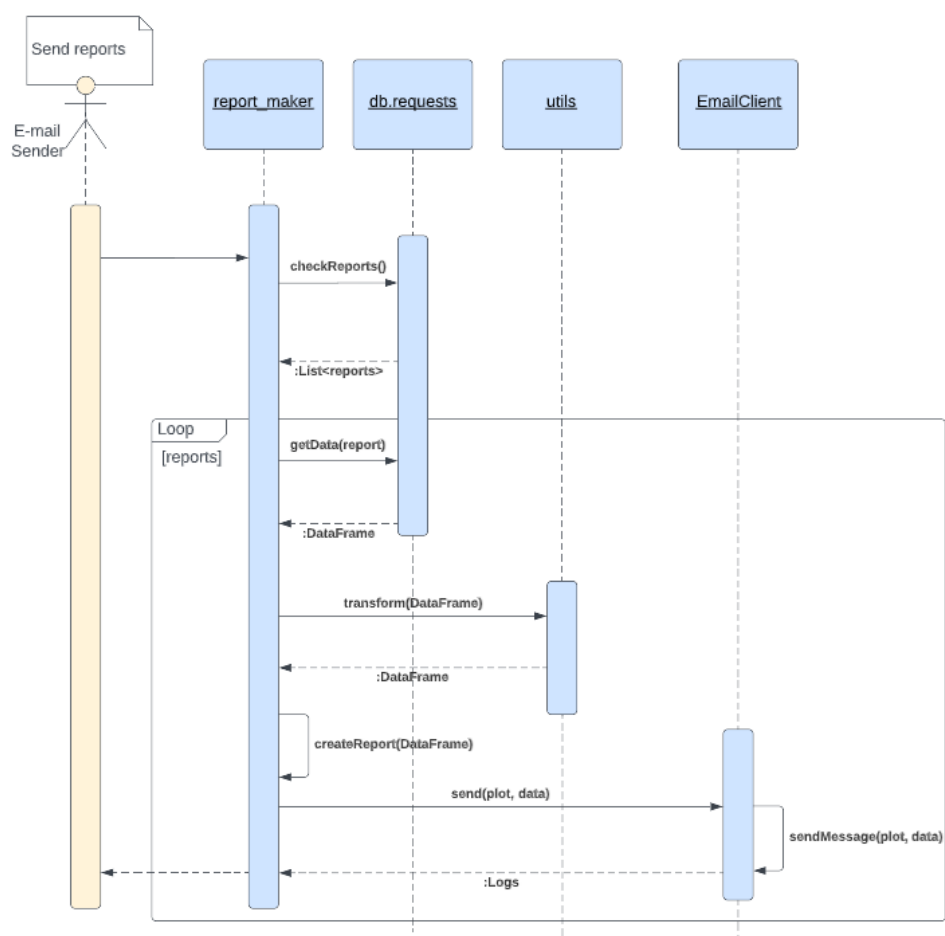 Send reports
E-mail
Sender
report_maker
db.requests
utils
EmailClient
checkReports()
:List<reports>
Loop
[reports]
getData(report)
:DataFrame
transform(DataFrame)
:DataFrame
createReport(DataFrame)
send(plot, data)
sendMessage(plot, data)
:Logs